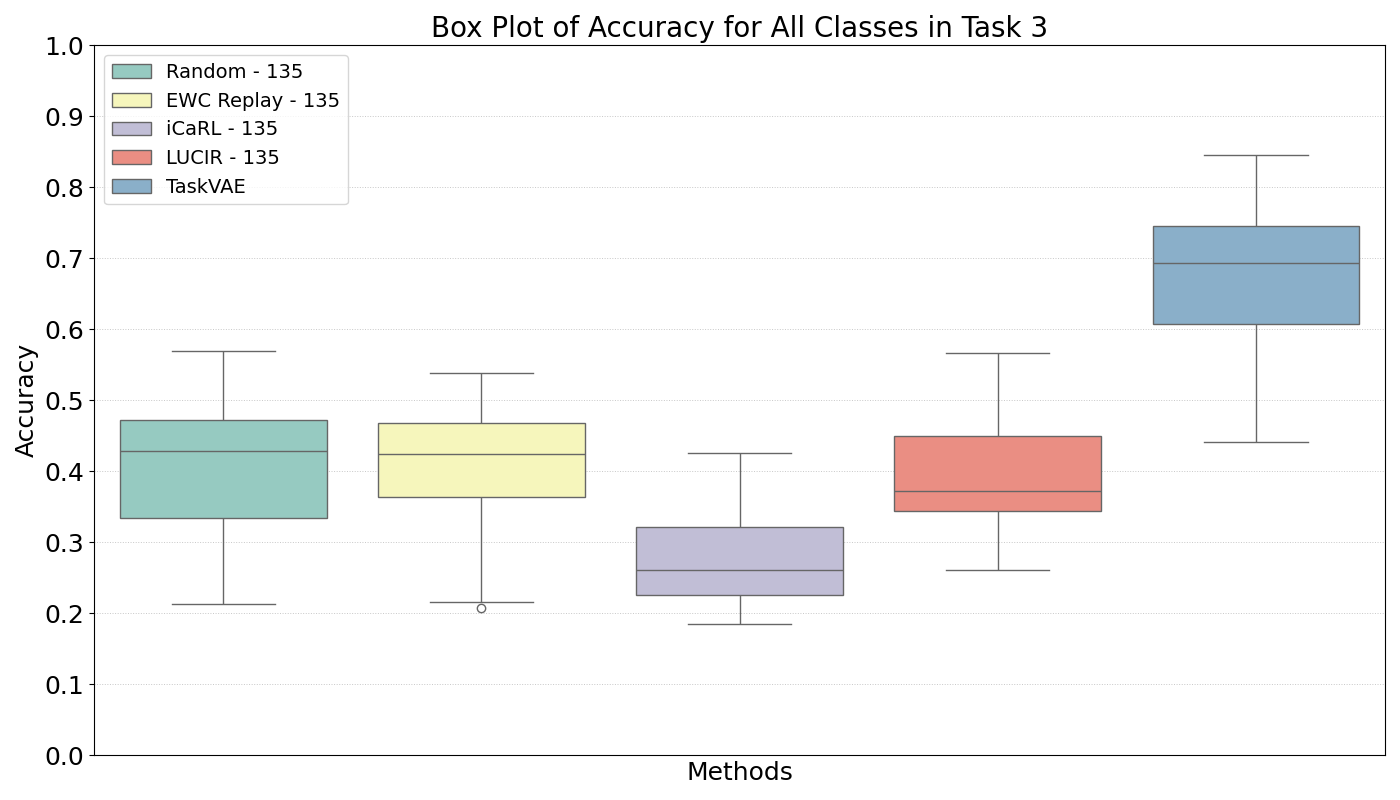 Box Plot of Accuracy for All Classes in Task 3
1.0
0.9
0.8
0.7
0.6
0.5
0.4
0.3
0.2
0.1
0.0
Accuracy
Random - 135
EWC Replay - 135
iCaRL - 135
LUCIR - 135
TaskVAE
Methods